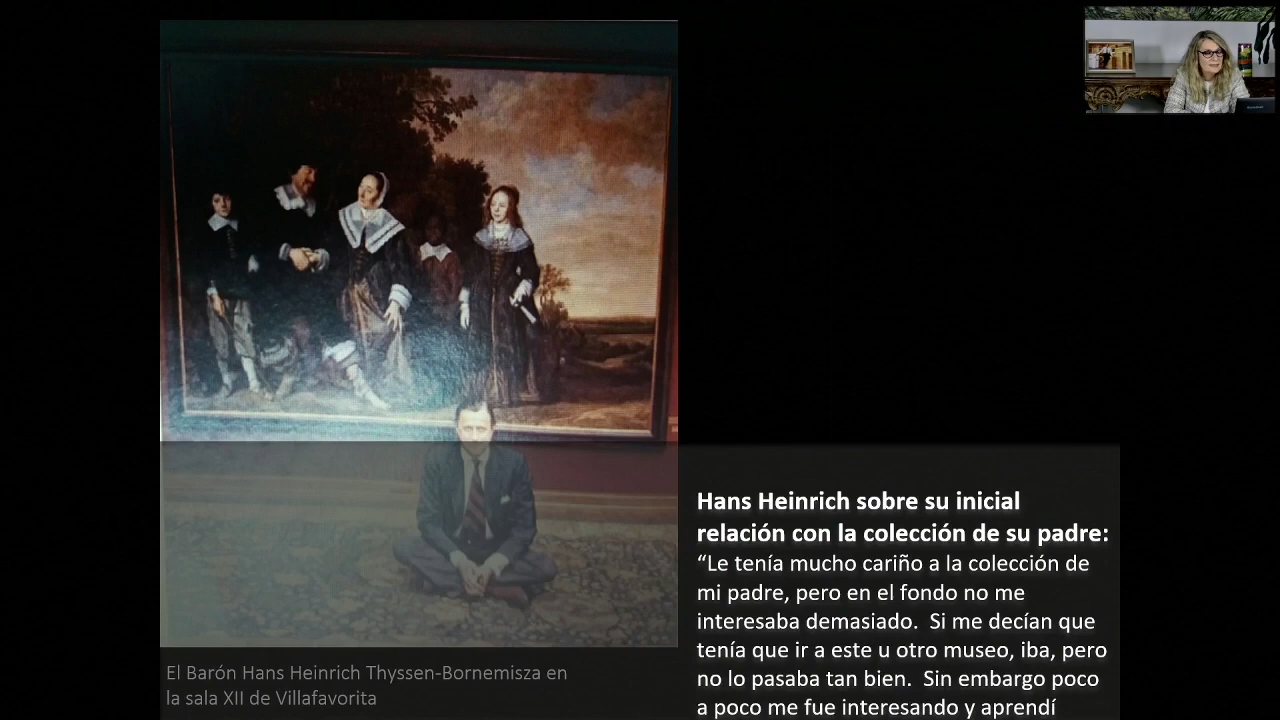 Hans Heinrich sobre su inicial
relación con la colección de su padre:
“Le tenía mucho cariño a la colección de
mi padre, pero en el fondo no me
interesaba demasiado.  Si me decían que
tenía que ir a este u otro museo, iba, pero
no lo pasaba tan bien.  Sin embargo poco
a poco me fue interesando y aprendí
El Barón Hans Heinrich Thyssen-Bornemisza en
la sala XII de Villafavorita